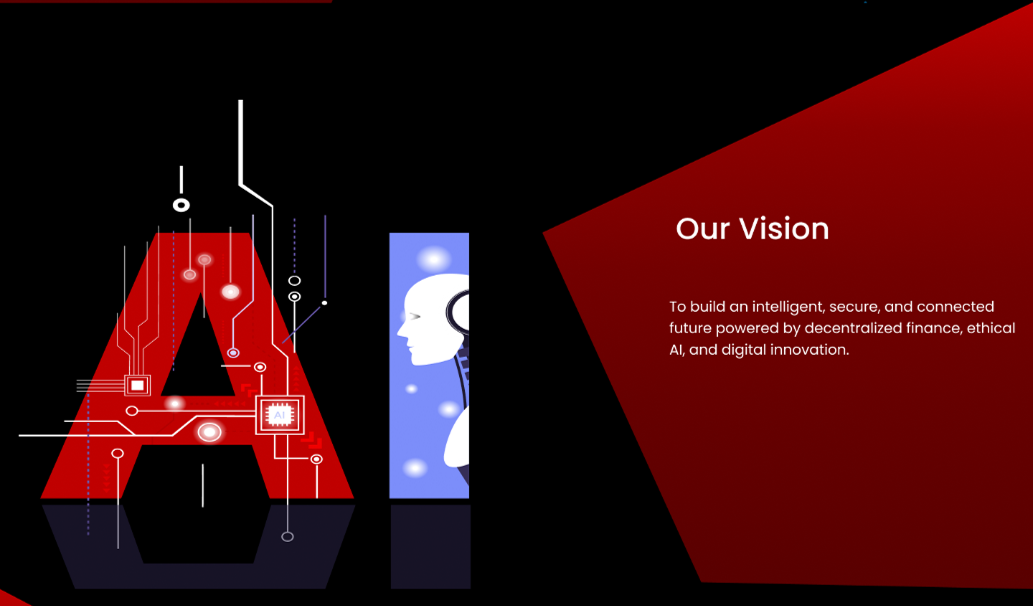 AI
AI
Our Vision
To build an intelligent, secure, and connected
future powered by decentralized finance, ethical
AI, and digital innovation.